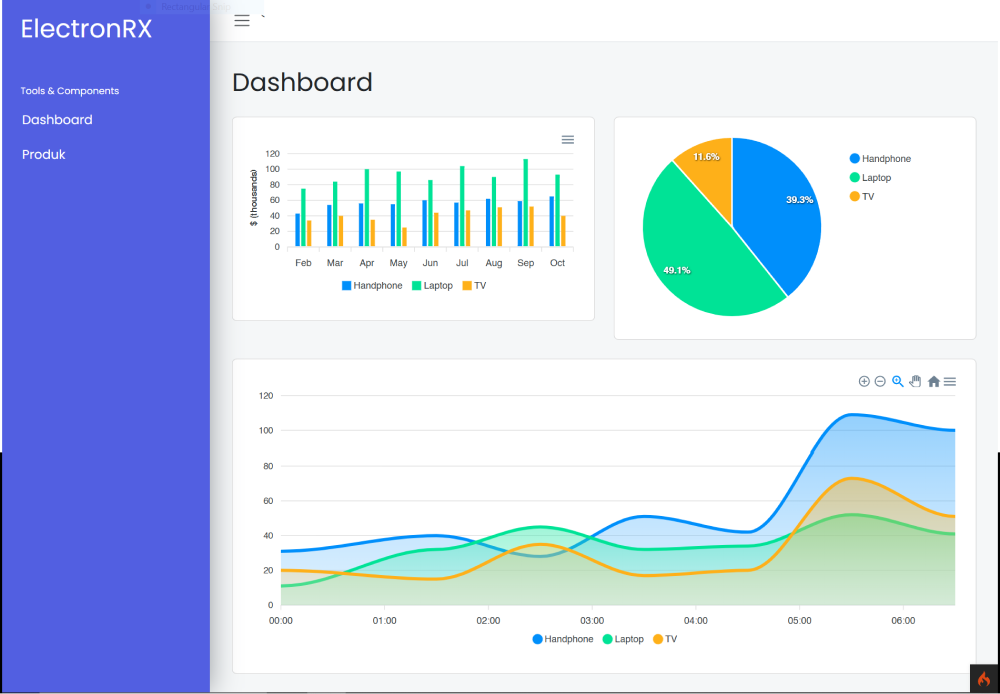 ElectronRX
Tools & Components
Dashboard
Produk
`
Dashboard
120
100
80
60
40
20
0
$ (thousands)
Feb Mar Apr May Jun Jul Aug Sep Oct
Handphone Laptop TV
11.6%
39.3%
49.1%
Handphone
Laptop
TV
120
100
80
60
40
20
0
00:00 01:00 02:00 03:00 04:00 05:00 06:00
Handphone Laptop TV